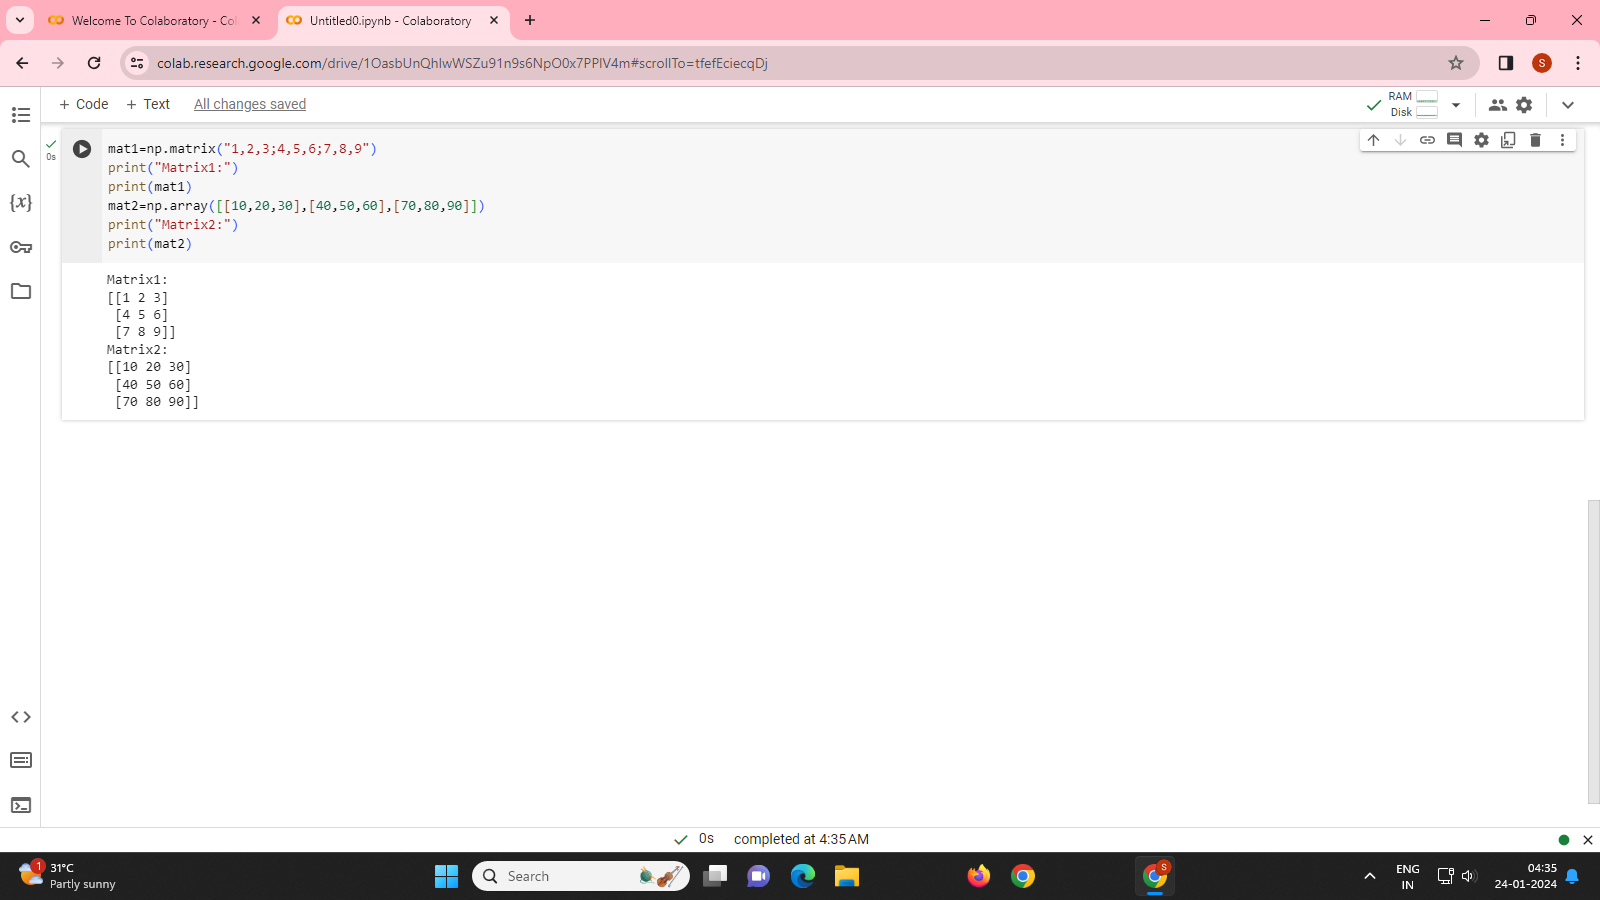 Welcome To Colaboratory - Co
Untitled0.ipynb - Colaboratory
colab.research.google.com/drive/1OasbUnQhlwWSZu91n9s6NpO0x7PPlV4m#scrollTo=tfefEciecqDj
S
+ Code + Text All changes saved
RAM
Disk
0s
mat1=np.matrix("1,2,3;4,5,6;7,8,9")
print("Matrix1:")
print(mat1)
mat2=np.array([[10,20,30],[40,50,60],[70,80,90]])
print("Matrix2:")
print(mat2)
{x}
Matrix1:
[[1 2 3]
 [4 5 6]
 [7 8 9]]
Matrix2:
[[10 20 30]
 [40 50 60]
 [70 80 90]]
0s completed at 4:35 AM
1
31°C
Partly sunny
Search
S
ENG
IN
04:35
24-01-2024